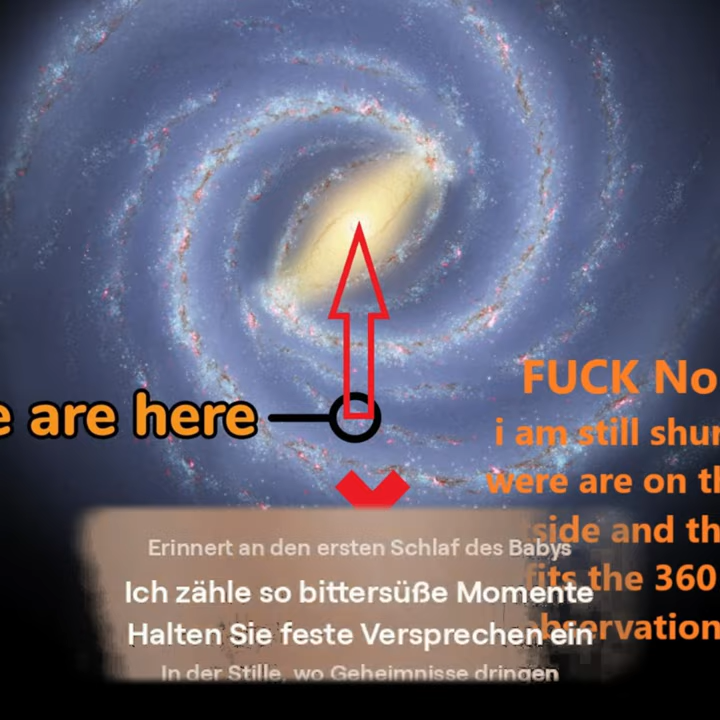 e are here
FUCK No
i am still shur
were are on th
side and th
fits the 360
observation
Erinnert an den ersten Schlaf des Babys
Ich zähle so bittersüße Momente
Halten Sie feste Versprechen ein
In der Stille, wo Geheimnisse dringen